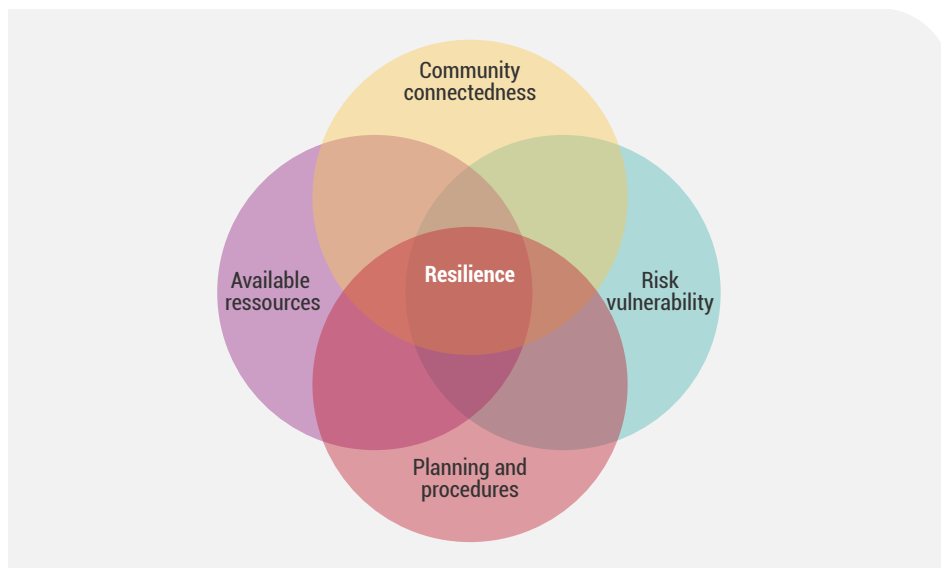 Community
connectedness
Available
ressources
Resilience
Risk
vulnerability
Planning and
procedures